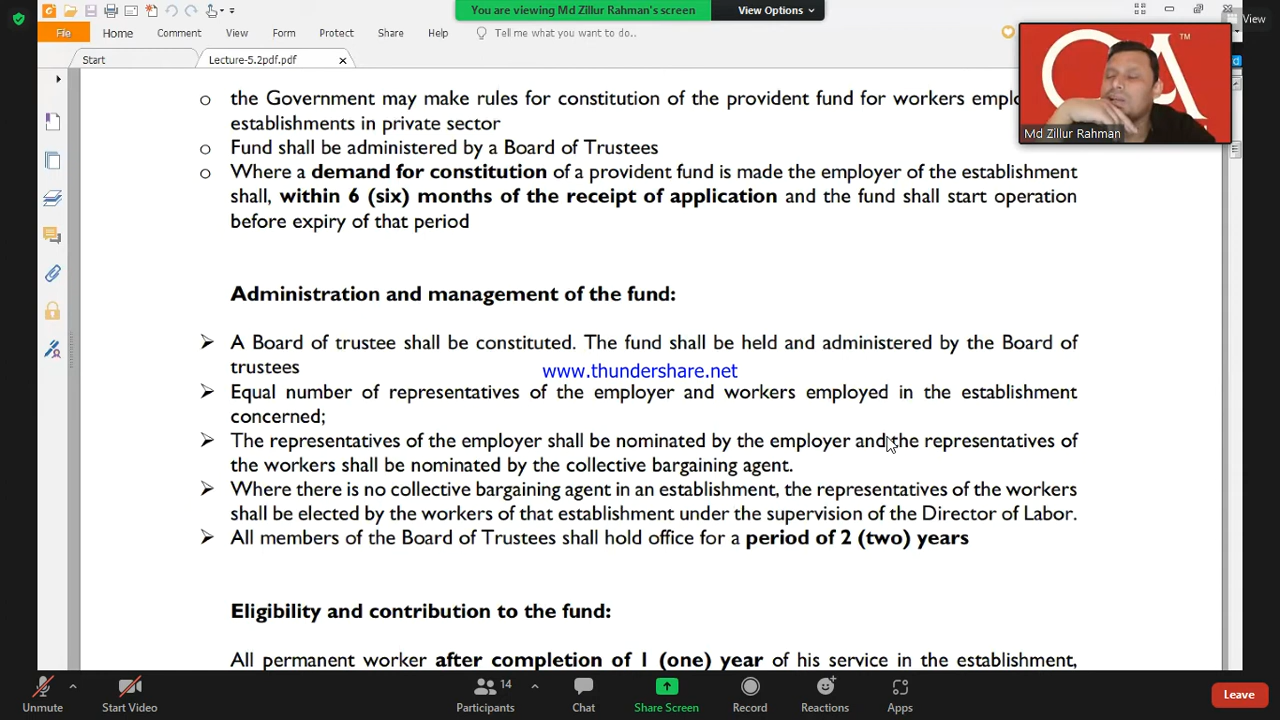 You are viewing Md Zillur Rahman's screen
View Options
View
File
Home
Comment
View
Form
Protect
Share
Help
Tell me what you want to do..
Start
Lecture-5.2pdf.pdf
Md Zillur Rahman
the Government may make rules for constitution of the provident fund for workers
establishments in private sector
Fund shall be administered by a Board of Trustees
Where a demand for constitution of a provident fund is made the employer of the establishment
shall, within 6 (six) months of the receipt of application and the fund shall start operation
before expiry of that period
Administration and management of the fund:
A Board of trustee shall be constituted. The fund shall be held and administered by the Board of
trustees
www.thundershare.net
Equal number of representatives of the employer and workers employed in the establishment
concerned;
The representatives of the employer shall be nominated by the employer and the representatives of
the workers shall be nominated by the collective bargaining agent.
Where there is no collective bargaining agent in an establishment, the representatives of the workers
shall be elected by the workers of that establishment under the supervision of the Director of Labor.
All members of the Board of Trustees shall hold office for a period of 2 (two) years
Eligibility and contribution to the fund:
All permanent worker after completion of 1 (one) year of his service in the establishment,
Unmute
Start Video
14
Participants
Chat
Share Screen
Record
Reactions
Apps
Leave